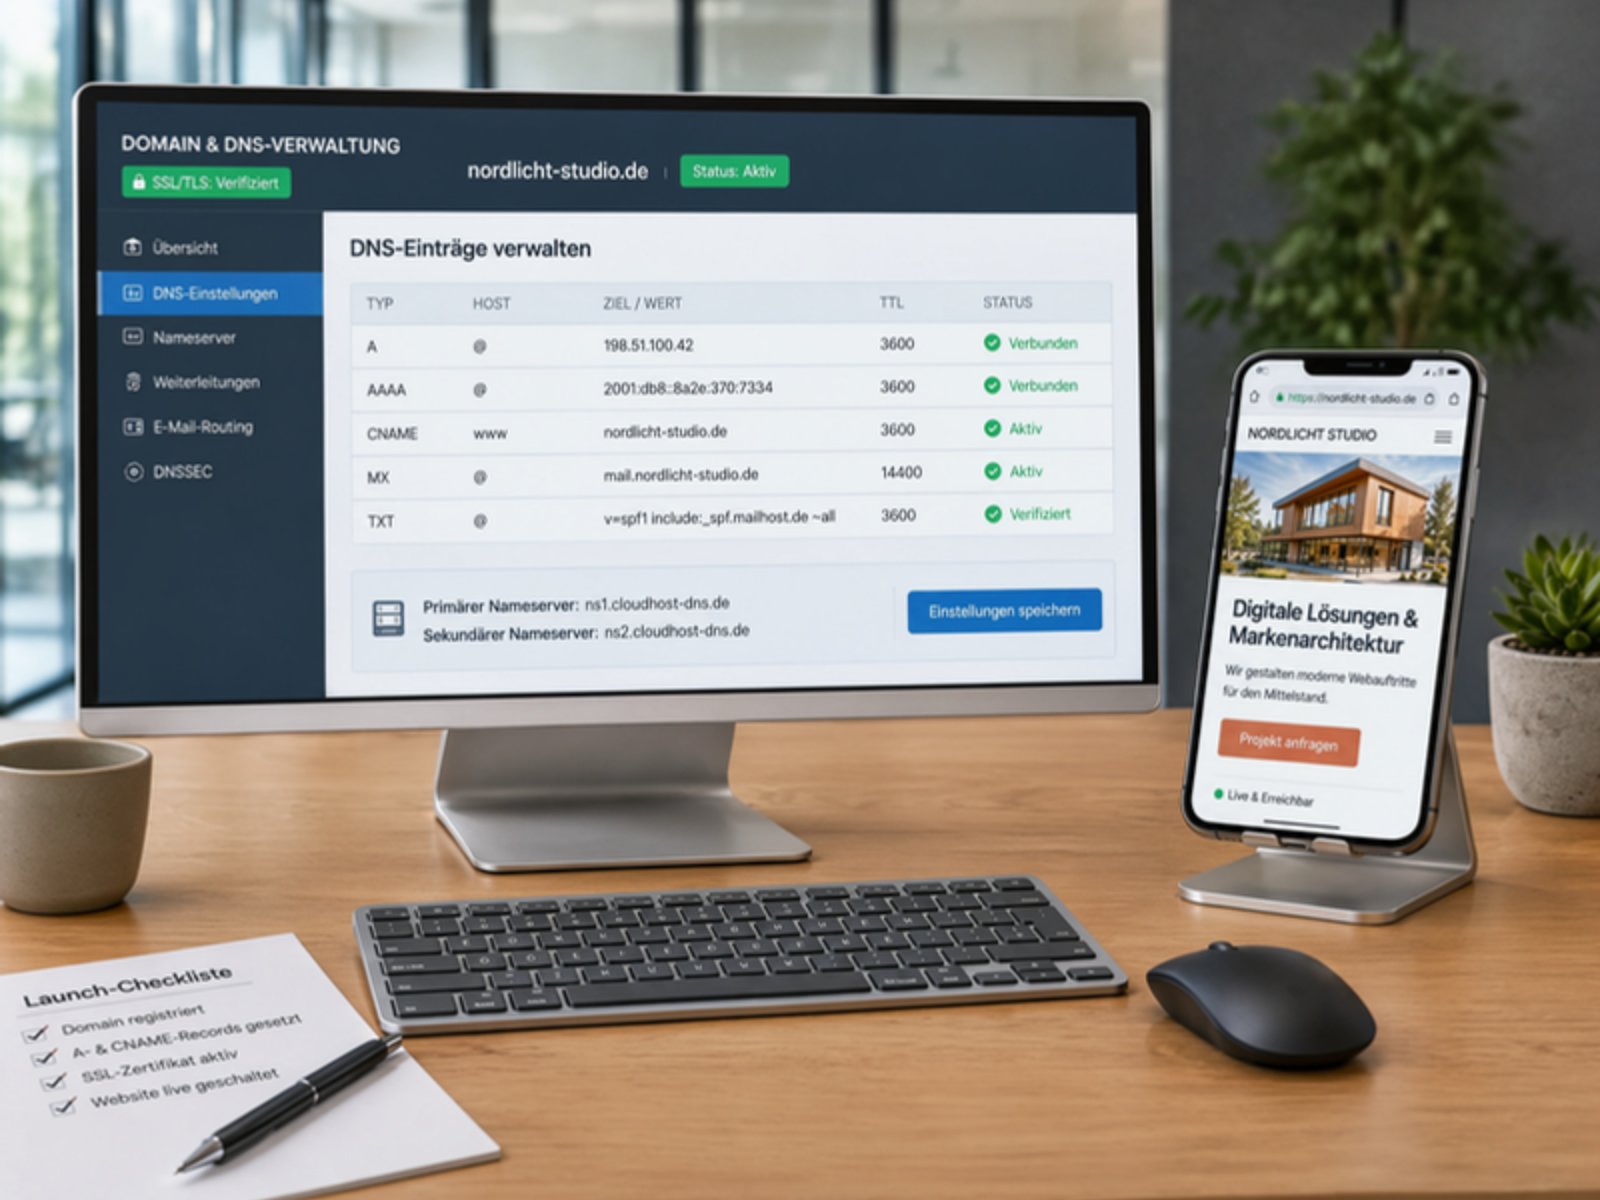 DOMAIN & DNS-VERWALTUNG
SSL/TLS: Verifiziert
nordlicht-studio.de
Status: Aktiv
Übersicht
DNS-Einstellungen
Nameserver
Weiterleitungen
E-Mail-Routing
DNSSEC
DNS-Einträge verwalten
TYP HOST ZIEL / WERT TTL STATUS
A @ 198.51.100.42 3600 Verbunden
AAAA @ 2001:db8::8a2e:370:7334 3600 Verbunden
CNAME www nordlicht-studio.de 3600 Aktiv
MX @ mail.nordlicht-studio.de 14400 Aktiv
TXT @ v=spf1 include:_spf.mailhost.de ~all 3600 Verifiziert
Primärer Nameserver: ns1.cloudhost-dns.de
Sekundärer Nameserver: ns2.cloudhost-dns.de
Einstellungen speichern
https://nordlicht-studio.de
NORDLICHT STUDIO
Digitale Lösungen &
Markenarchitektur
Wir gestalten moderne Webauftritte
für den Mittelstand.
Projekt anfragen
Live & Erreichbar
Launch-Checkliste
Domain registriert
A- & CNAME-Records gesetzt
SSL-Zertifikat aktiv
Website live geschaltet